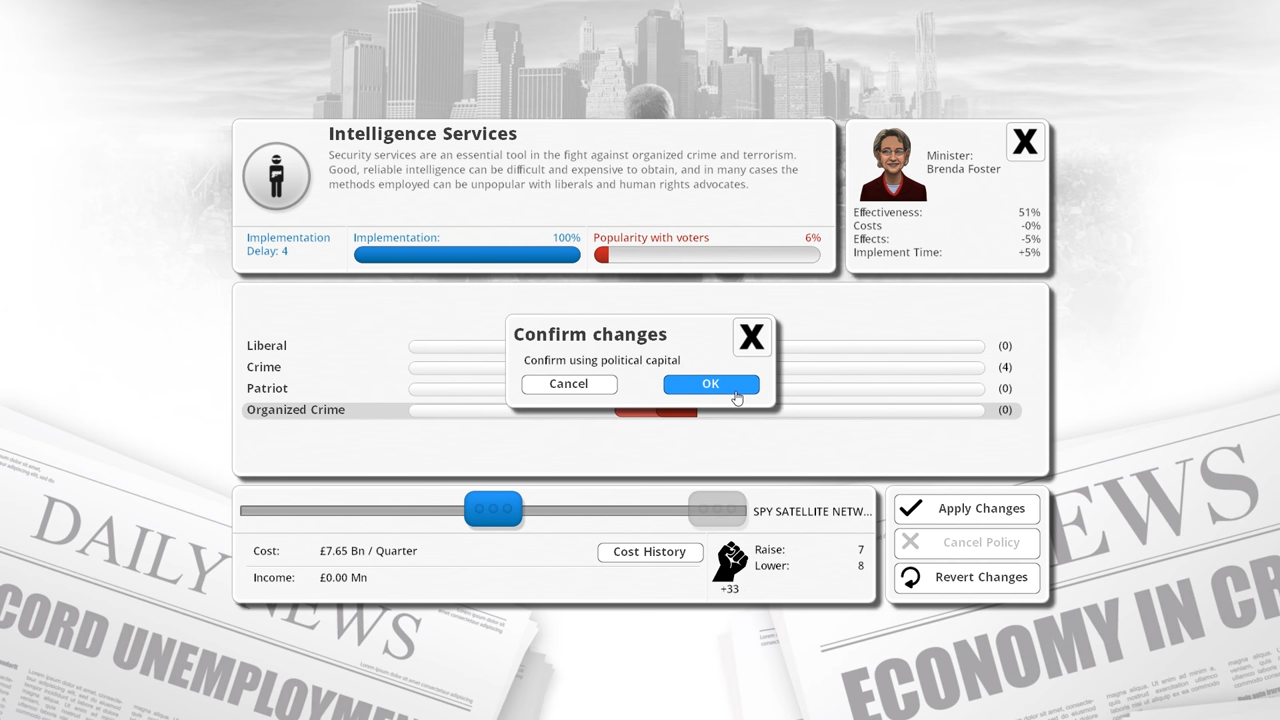 Intelligence Services
Security services are an essential tool in the fight against organized crime and terrorism.
Good, reliable intelligence can be difficult and expensive to obtain, and in many cases the
methods employed can be unpopular with liberals and human rights advocates.
Implementation
Delay: 4
Implementation: 100%
Popularity with voters 6%
X
Minister:
Brenda Foster
Effectiveness: 51%
Costs -0%
Effects: -5%
Implement Time: +5%
Liberal (0)
Crime (4)
Patriot (0)
Organized Crime (0)
Confirm changes
X
Confirm using political capital
Cancel
OK
SPY SATELLITE NETW...
Cost: £7.65 Bn / Quarter
Cost History
Income: £0.00 Mn
Raise: 7
Lower: 8
+33
Apply Changes
Cancel Policy
Revert Changes
DAILY NEWS
CORD UNEMPLOYME
NEWS
ECONOMY IN CR